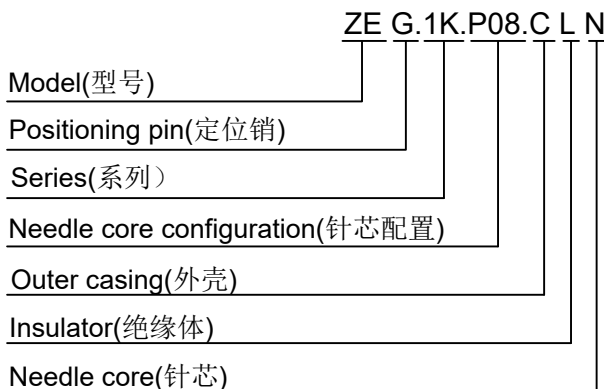 ZE G.1K.P08.C L N
Model(型号)
Positioning pin(定位销)
Series(系列）
Needle core configuration(针芯配置)
Outer casing(外壳)
Insulator(绝缘体)
Needle core(针芯)